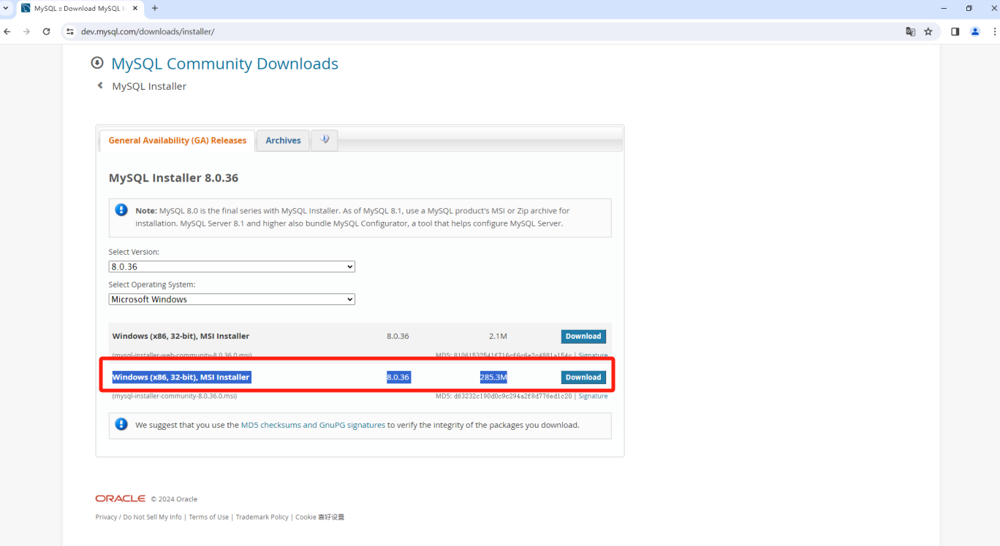 MySQL :: Download MySQL I
dev.mysql.com/downloads/installer/
MySQL Community Downloads
MySQL Installer
General Availability (GA) Releases Archives
MySQL Installer 8.0.36
Note: MySQL 8.0 is the final series with MySQL Installer. As of MySQL 8.1, use a MySQL product's MSI or Zip archive for
installation. MySQL Server 8.1 and higher also bundle MySQL Configurator, a tool that helps configure MySQL Server.
Select Version:
8.0.36
Select Operating System:
Microsoft Windows
Windows (x86, 32-bit), MSI Installer 8.0.36 2.1M Download
(mysql-installer-web-community-8.0.36.0.msi) MD5: 81061532541f716cf6c6e2c4881a154c | Signature
Windows (x86, 32-bit), MSI Installer 8.0.36 285.3M Download
(mysql-installer-community-8.0.36.0.msi) MD5: d63232c190d0c9c294a2f8d776ed1c20 | Signature
We suggest that you use the MD5 checksums and GnuPG signatures to verify the integrity of the packages you download.
ORACLE © 2024 Oracle
Privacy / Do Not Sell My Info | Terms of Use | Trademark Policy | Cookie 喜好设置